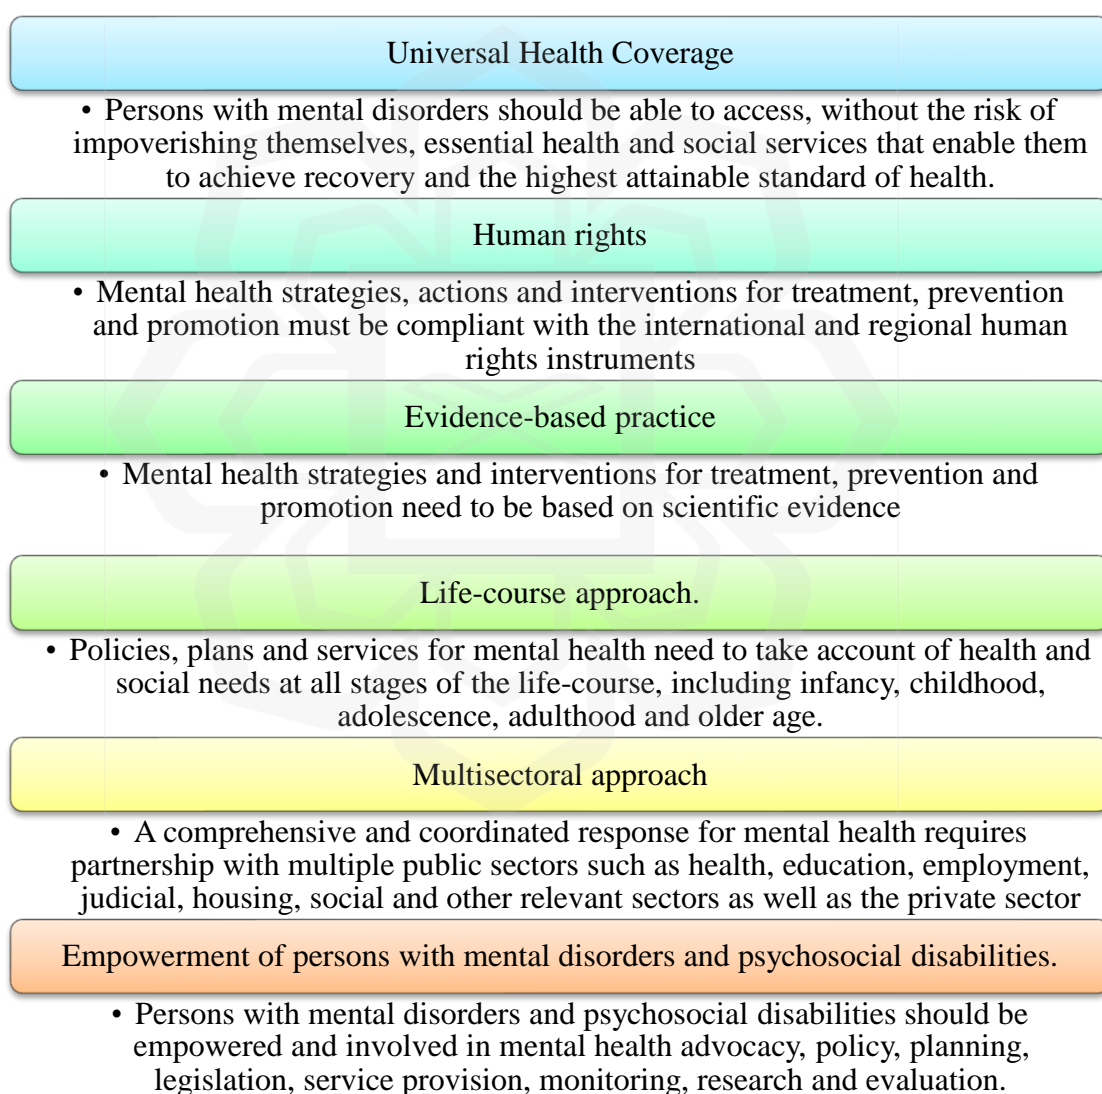 Universal Health Coverage
• Persons with mental disorders should be able to access, without the risk of
impoverishing themselves, essential health and social services that enable them
to achieve recovery and the highest attainable standard of health.
Human rights
• Mental health strategies, actions and interventions for treatment, prevention
and promotion must be compliant with the international and regional human
rights instruments
Evidence-based practice
• Mental health strategies and interventions for treatment, prevention and
promotion need to be based on scientific evidence
Life-course approach.
• Policies, plans and services for mental health need to take account of health and
social needs at all stages of the life-course, including infancy, childhood,
adolescence, adulthood and older age.
Multisectoral approach
• A comprehensive and coordinated response for mental health requires
partnership with multiple public sectors such as health, education, employment,
judicial, housing, social and other relevant sectors as well as the private sector
Empowerment of persons with mental disorders and psychosocial disabilities.
• Persons with mental disorders and psychosocial disabilities should be
empowered and involved in mental health advocacy, policy, planning,
legislation, service provision, monitoring, research and evaluation.